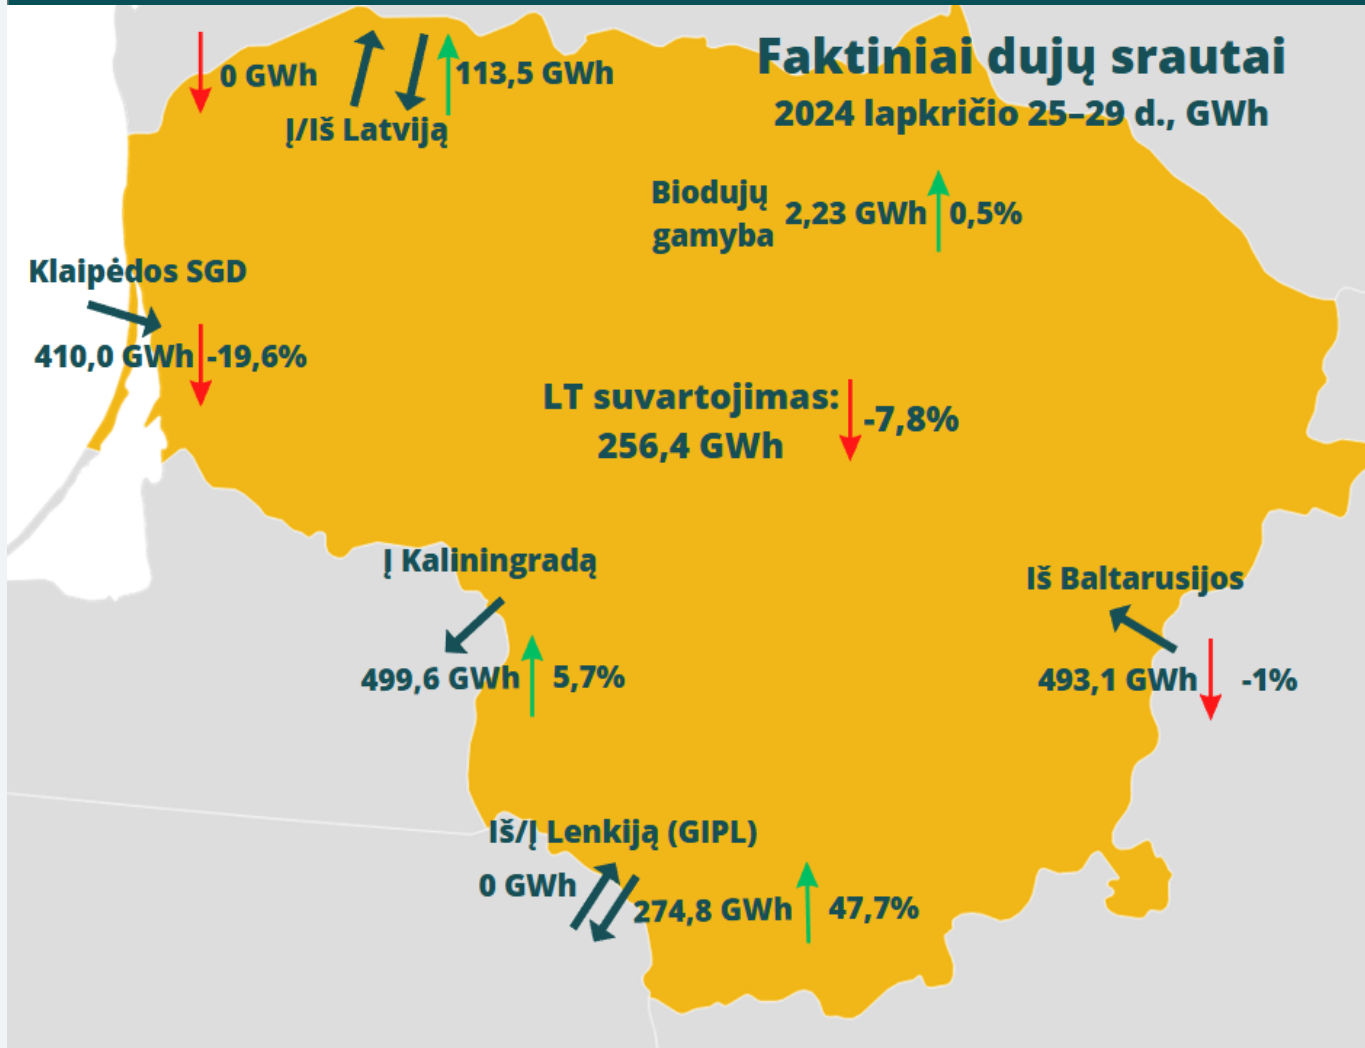 Faktiniai dujų srautai
2024 lapkričio 25–29 d., GWh
0 GWh
113,5 GWh
Į/Iš Latviją
Biodujų
gamyba
2,23 GWh
0,5%
Klaipėdos SGD
410,0 GWh
-19,6%
LT suvartojimas:
256,4 GWh
-7,8%
Į Kaliningradą
499,6 GWh
5,7%
Iš Baltarusijos
493,1 GWh
-1%
Iš/Į Lenkiją (GIPL)
0 GWh
274,8 GWh
47,7%